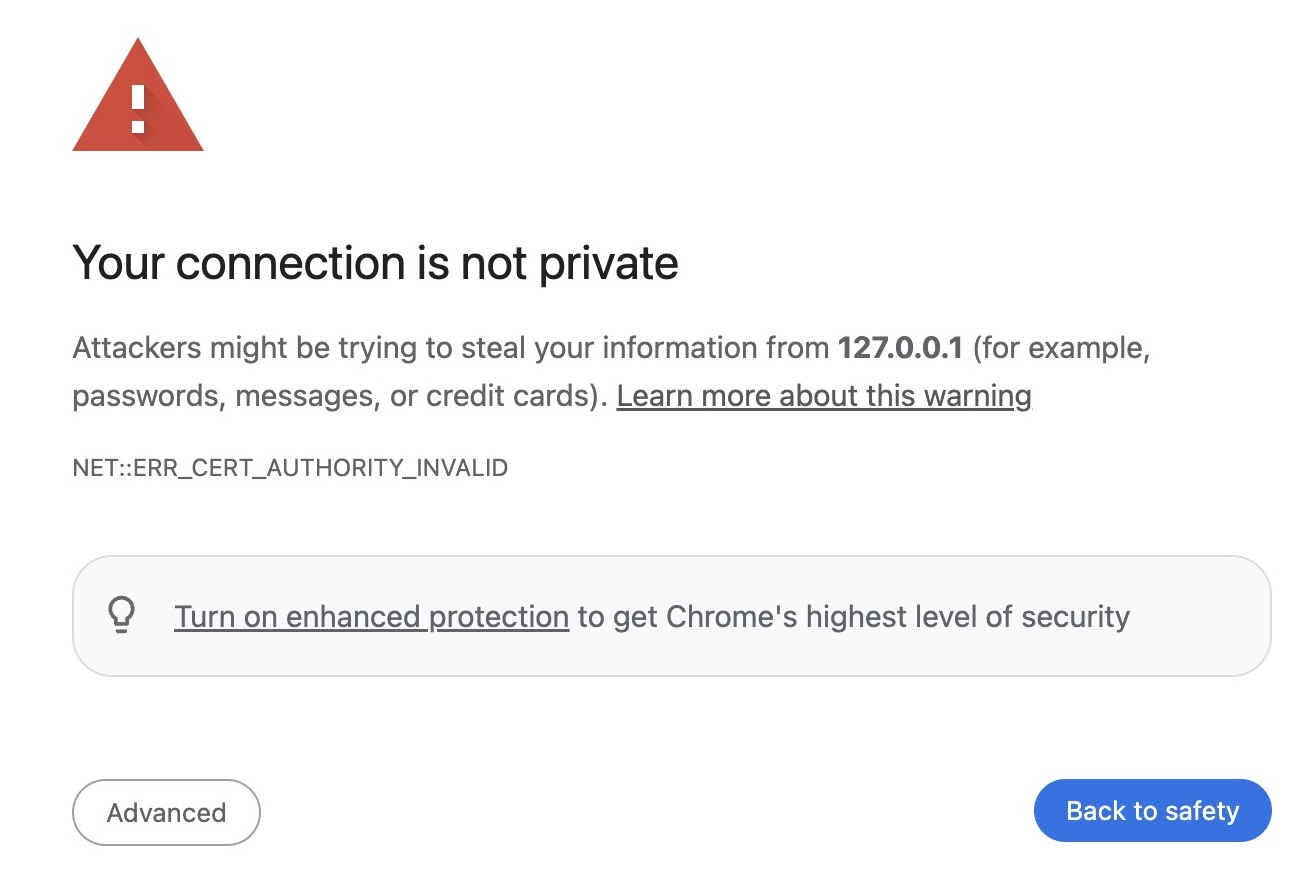 Your connection is not private
Attackers might be trying to steal your information from 127.0.0.1 (for example,
passwords, messages, or credit cards). Learn more about this warning
NET::ERR_CERT_AUTHORITY_INVALID
Turn on enhanced protection to get Chrome's highest level of security
Advanced
Back to safety